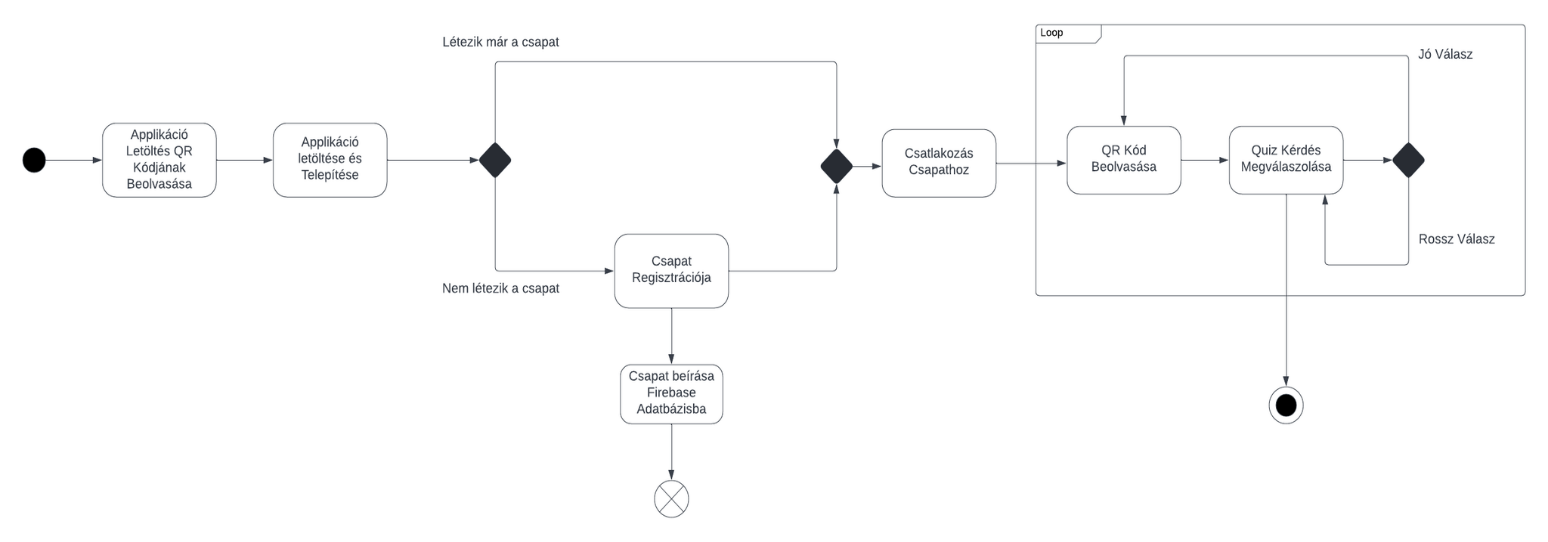 Létezik már a csapat
Loop
Jó Válasz
Applikáció
Letöltés QR
Kódjának
Beolvasása
Applikáció
letöltése és
Telepítése
Csatlakozás
Csapathoz
QR Kód
Beolvasása
Quiz Kérdés
Megválaszolása
Rossz Válasz
Csapat
Regisztrációja
Nem létezik a csapat
Csapat beírása
Firebase
Adatbázisba